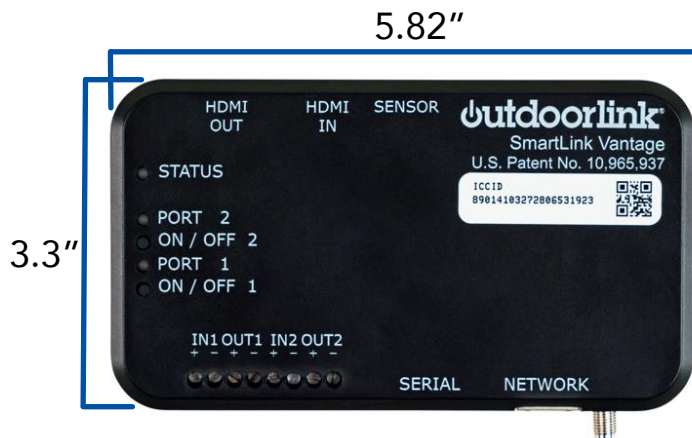 5.82"
HDMI OUT
HDMI IN
SENSOR
outdoorlink®
SmartLink Vantage
U.S. Patent No. 10,965,937
ICCID
89014103272806531923
STATUS
PORT 2
ON / OFF 2
PORT 1
ON / OFF 1
3.3"
IN1 OUT1 IN2 OUT2
+ - + - + - + -
SERIAL
NETWORK